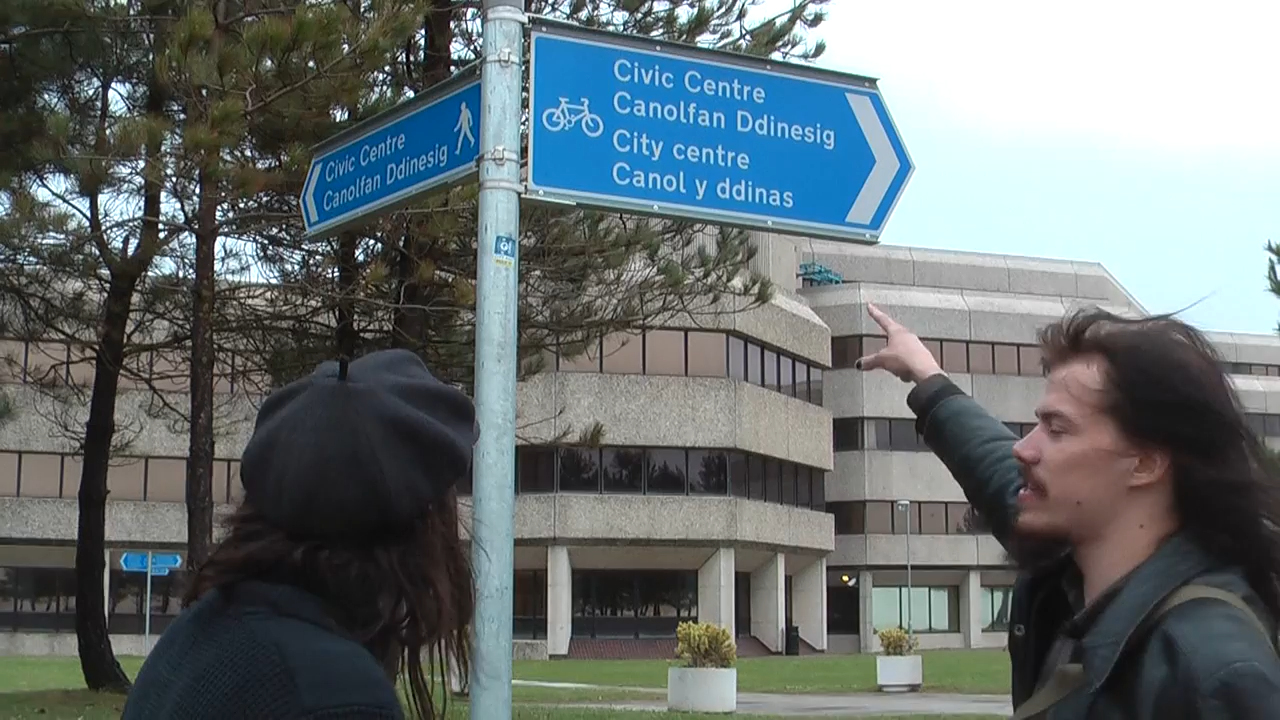 Civic Centre
Canolfan Ddinesig
Civic Centre
Canolfan Ddinesig
City centre
Canol y ddinas